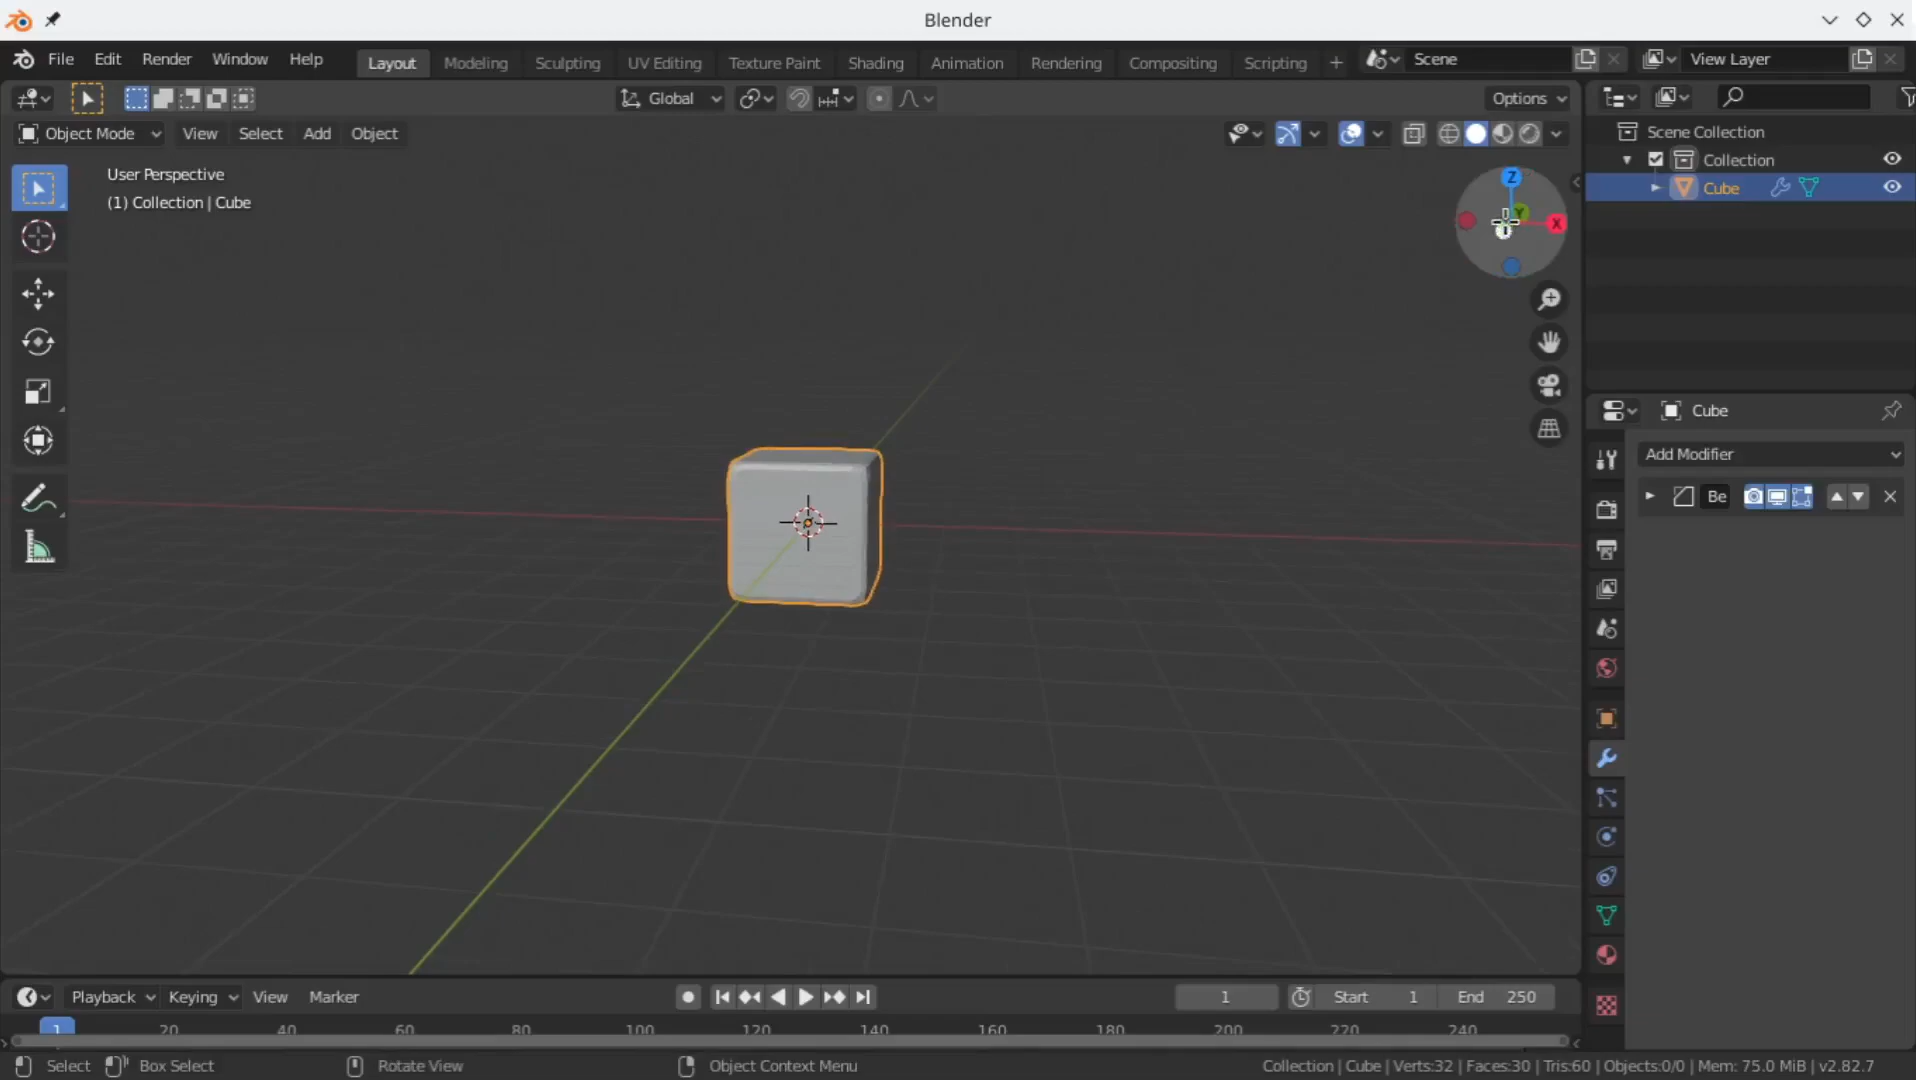 Blender
File Edit Render Window Help Layout Modeling Sculpting UV Editing Texture Paint Shading Animation Rendering Compositing Scripting + Scene View Layer
Global Options
Object Mode View Select Add Object
User Perspective
(1) Collection | Cube
Z
Y
X
Scene Collection
Collection
Cube
Cube
Add Modifier
Be
Playback Keying View Marker 1 Start 1 End 250
1 20 40 60 80 100 120 140 160 180 200 220 240
Select Box Select Rotate View Object Context Menu Collection | Cube | Verts:32 | Faces:30 | Tris:60 | Objects:0/0 | Mem: 75.0 MiB | v2.82.7